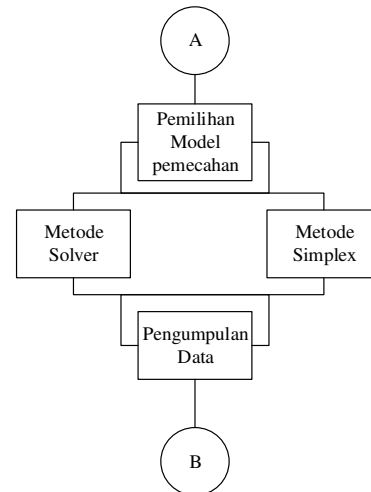 A
Pemilihan
Model
pemecahan
Metode
Solver
Metode
Simplex
Pengumpulan
Data
B